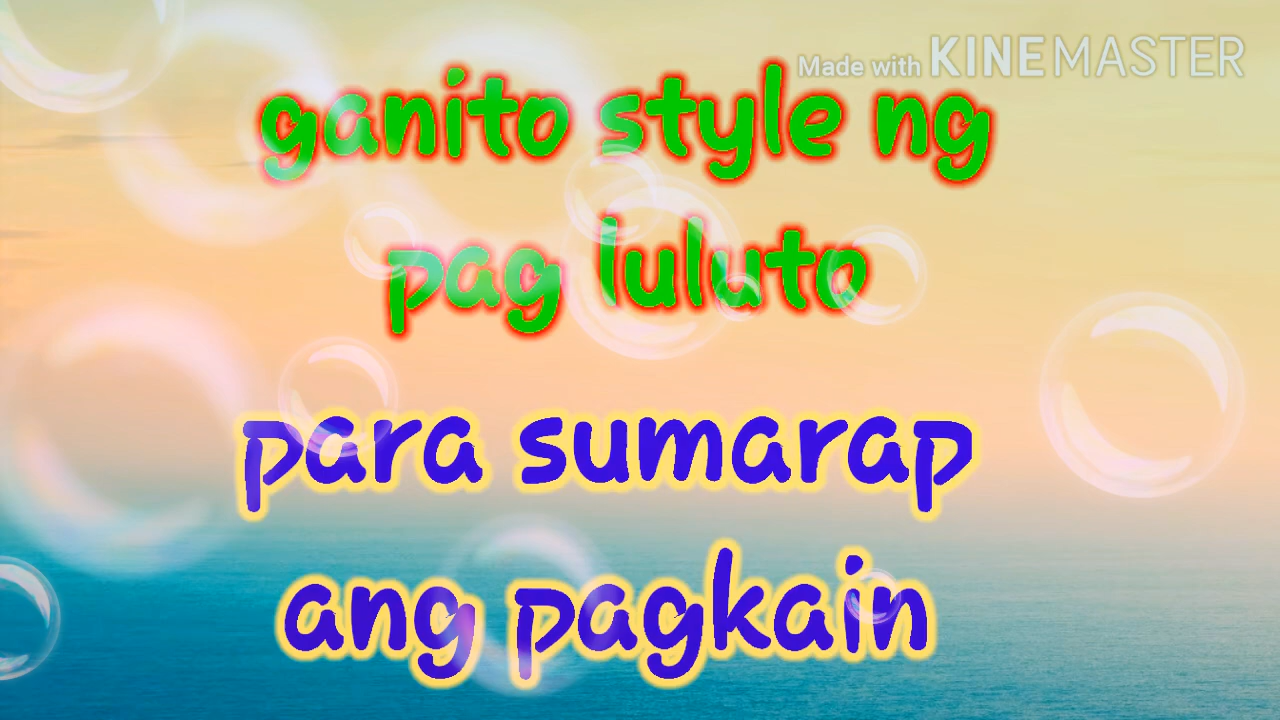 Made with KINEMASTER
ganito style ng
pag luluto
para sumarap
ang pagkain